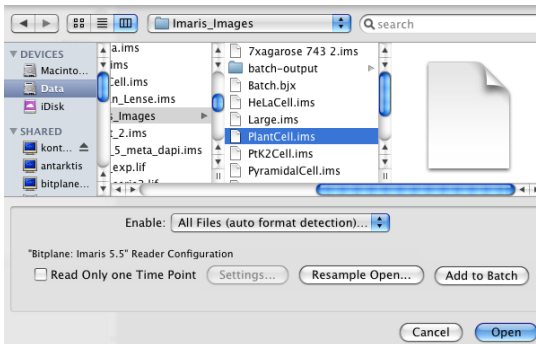 Imaris_Images
search
DEVICES
Macinto...
Data
iDisk
SHARED
kont...
antarktis
bitplane...
a.ims
ims
Cell.ims
n_Lense.ims
s_Images
t_2.ims
_5_meta_dapi.ims
_exp.lif
7xagarose 743 2.ims
batch-output
Batch.bjx
HeLaCell.ims
Large.ims
PlantCell.ims
PtK2Cell.ims
PyramidalCell.ims
Enable: All Files (auto format detection)...
"Bitplane: Imaris 5.5" Reader Configuration
Read Only one Time Point Settings... Resample Open... Add to Batch
Cancel Open